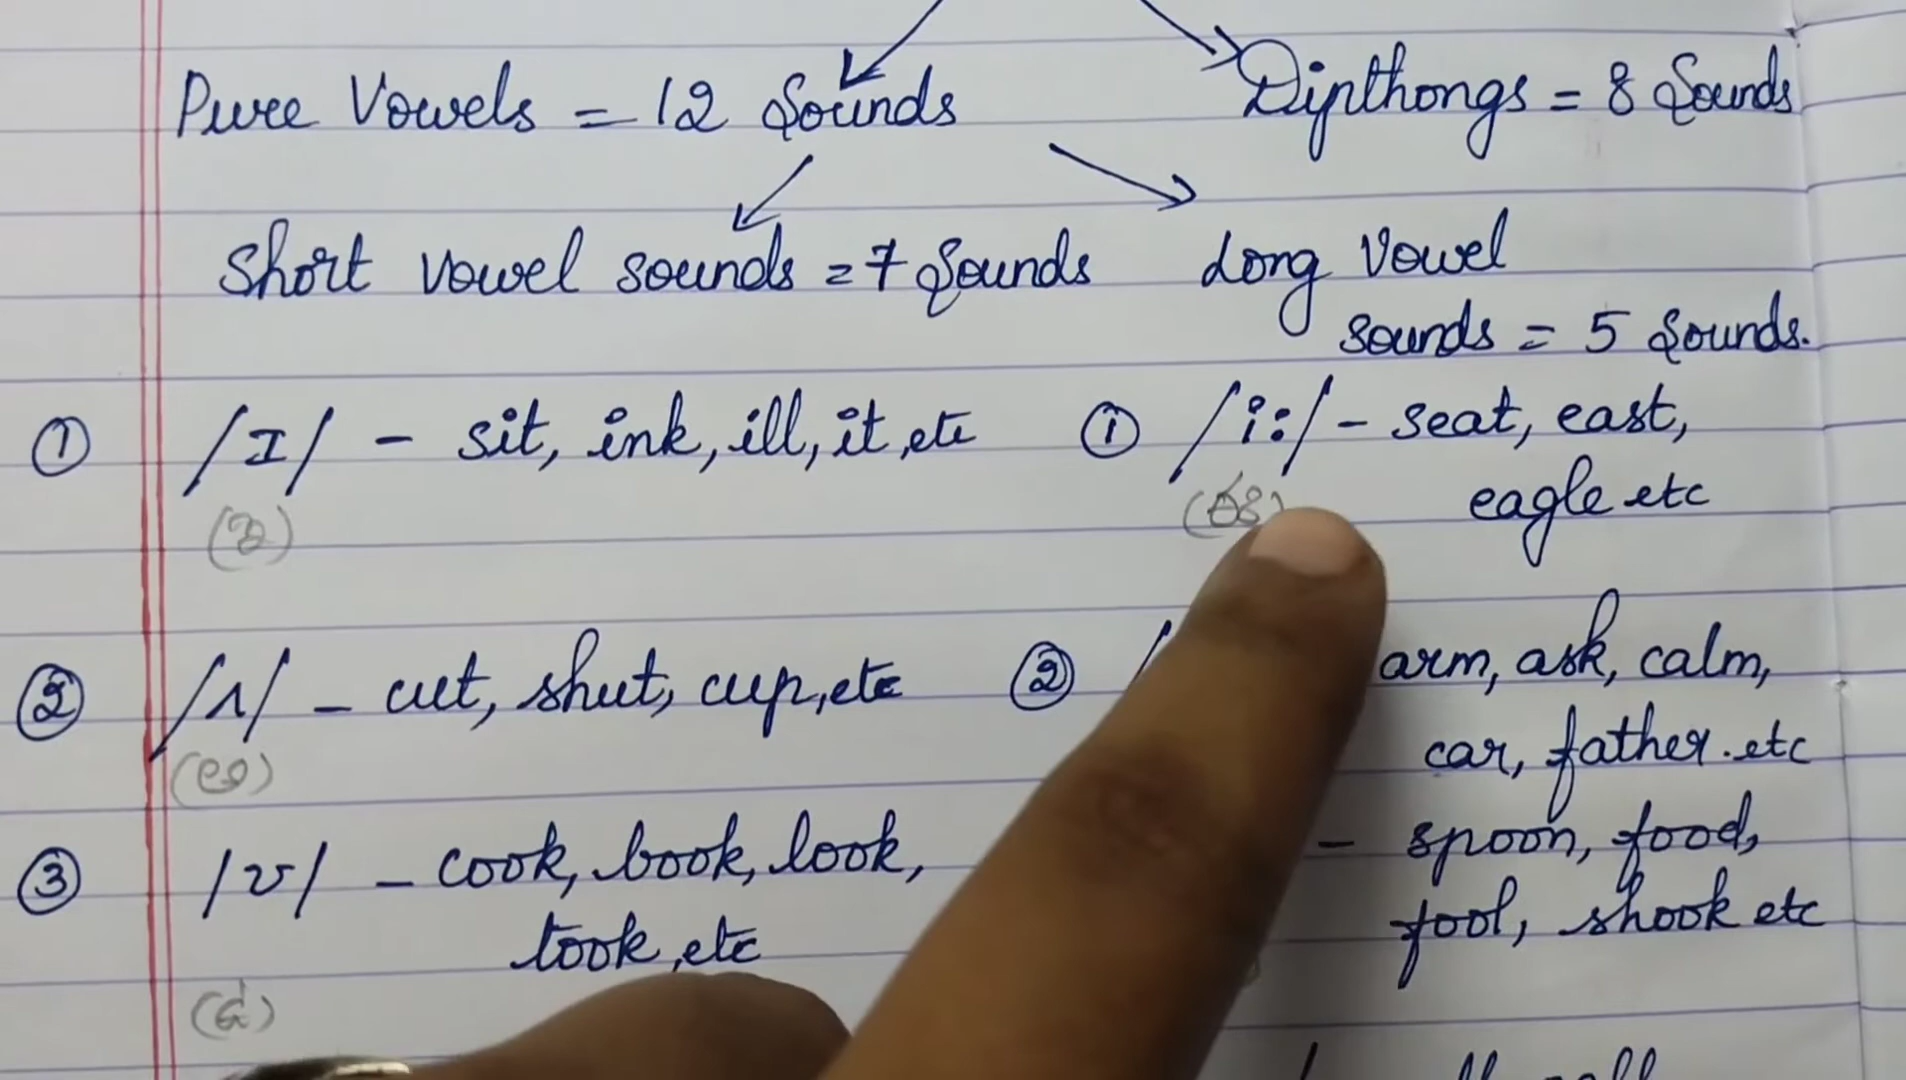 Pure Vowels = 12 Sounds
Dipthongs = 8 Sounds
Short vowel sounds = 7 Sounds
Long Vowel
sounds = 5 Sounds.
① /I/ - sit, ink, ill, it, etc
① /i:/ - seat, east,
eagle etc
② /ʌ/ - cut, shut, cup, etc
② / arm, ask, calm,
car, father. etc
③ /ʊ/ - cook, book, look,
took, etc
- spoon, food,
fool, shook etc